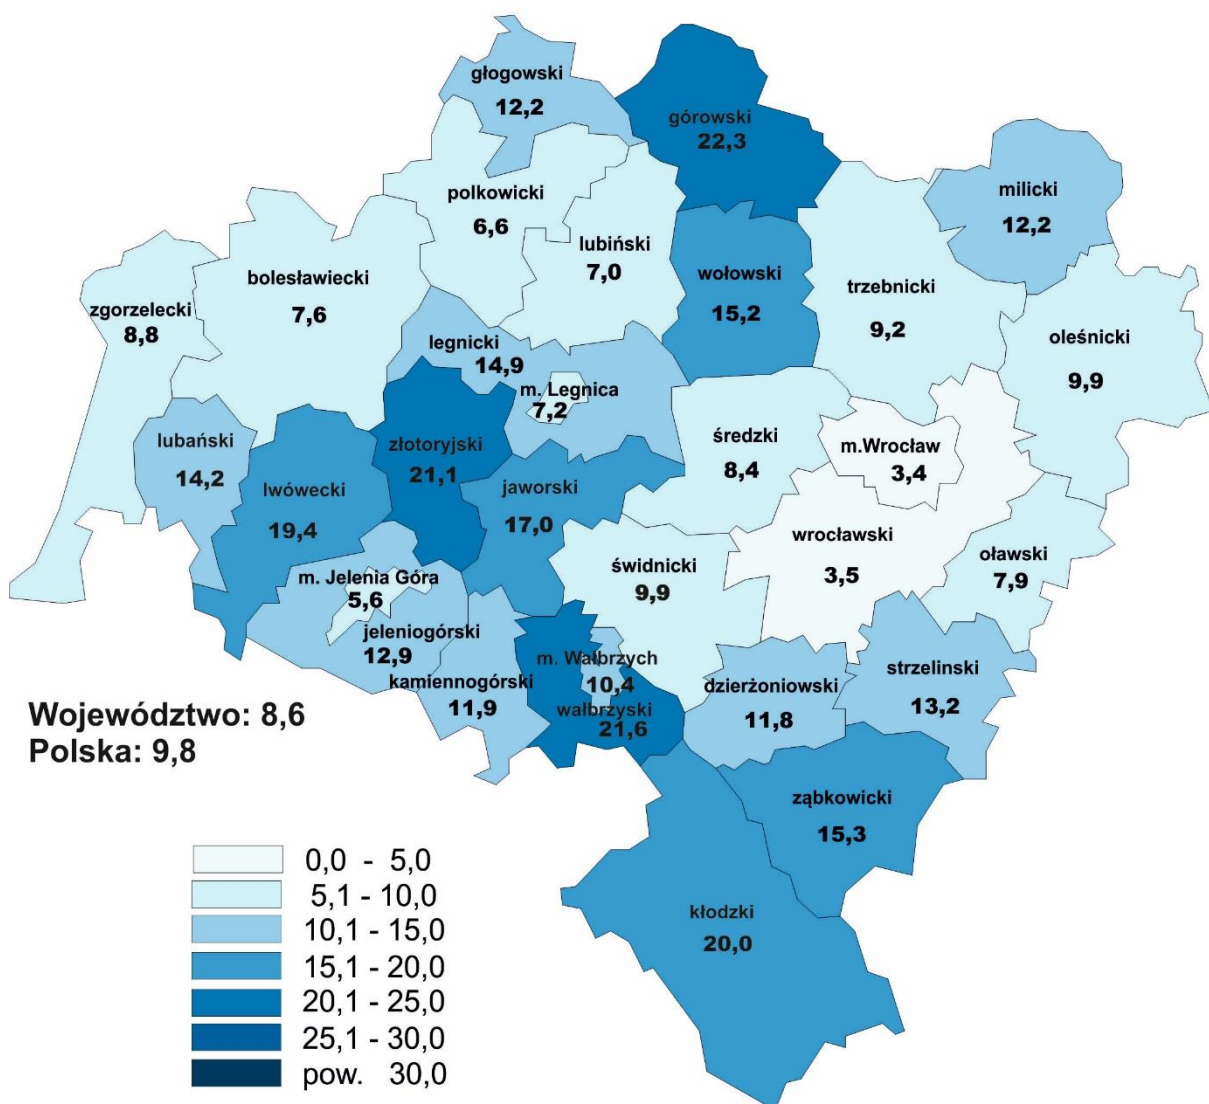 głogowski
12,2
górowski
22,3
milicki
12,2
polkowicki
6,6
lubiński
7,0
wołowski
15,2
trzebnicki
9,2
bolesławiecki
7,6
zgorzelecki
8,8
oleśnicki
9,9
legnicki
14,9
m. Legnica
7,2
lubański
14,2
złotoryjski
21,1
średzki
8,4
m.Wrocław
3,4
lwówecki
19,4
jaworski
17,0
wrocławski
3,5
oławski
7,9
m. Jelenia Góra
5,6
świdnicki
9,9
jeleniogórski
12,9
m. Wałbrzych
10,4
kamiennogórski
11,9
wałbrzyski
21,6
dzierżoniowski
11,8
strzelinski
13,2
Województwo: 8,6
Polska: 9,8
ząbkowicki
15,3
kłodzki
20,0
0,0 - 5,0
5,1 - 10,0
10,1 - 15,0
15,1 - 20,0
20,1 - 25,0
25,1 - 30,0
pow. 30,0